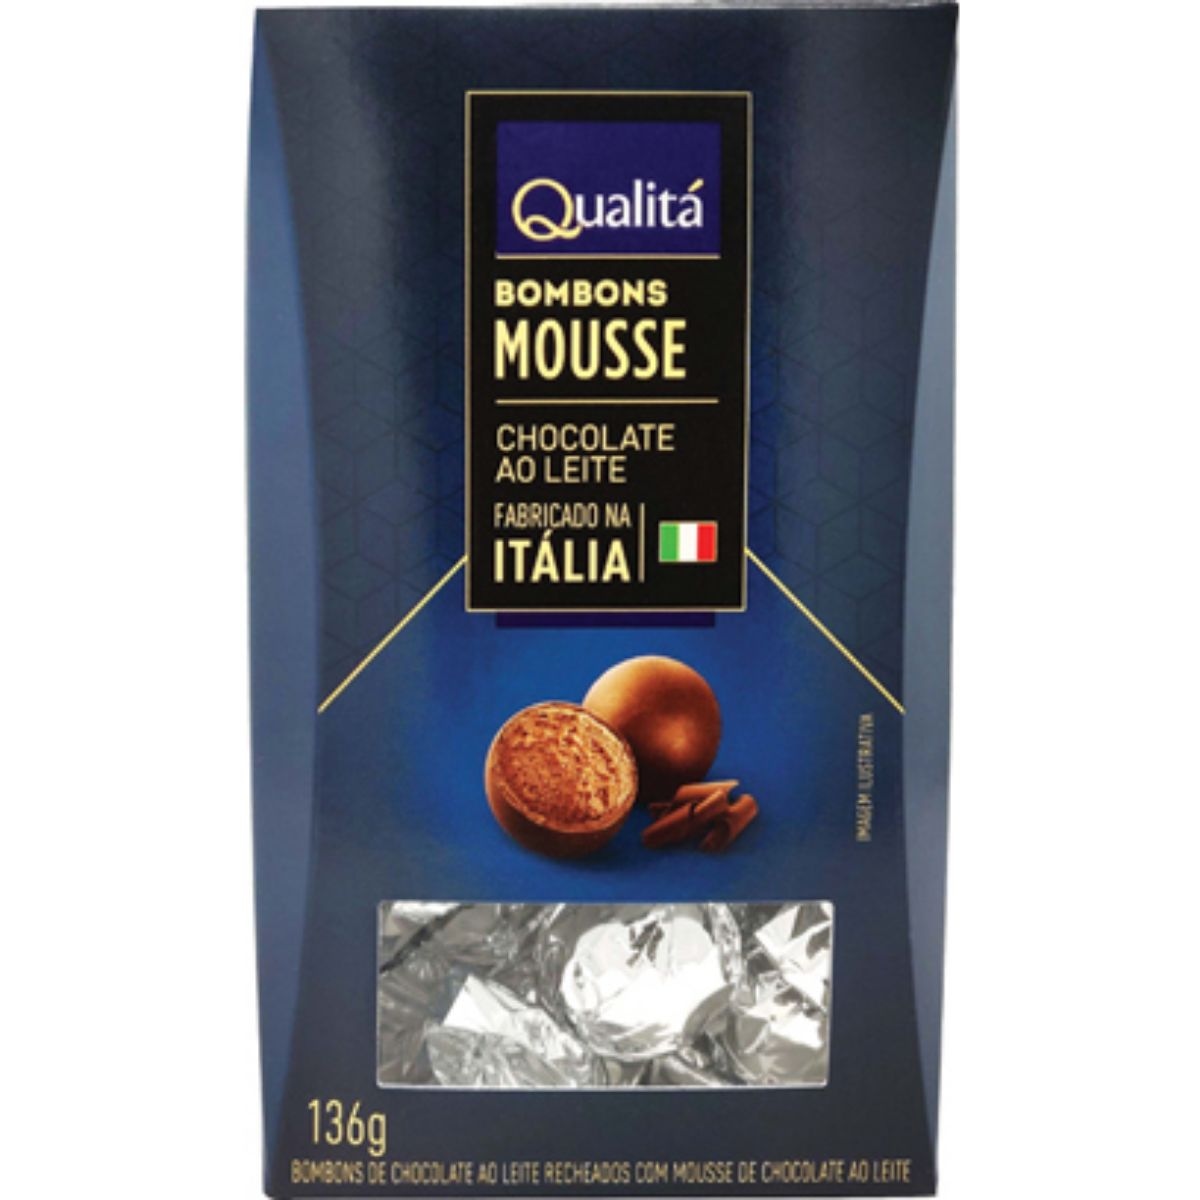 Qualitá
BOMBONS
MOUSSE
CHOCOLATE
AO LEITE
FABRICADO NA
ITÁLIA
IMAGEM ILUSTRATIVA
136g
BOMBONS DE CHOCOLATE AO LEITE RECHEADOS COM MOUSSE DE CHOCOLATE AO LEITE